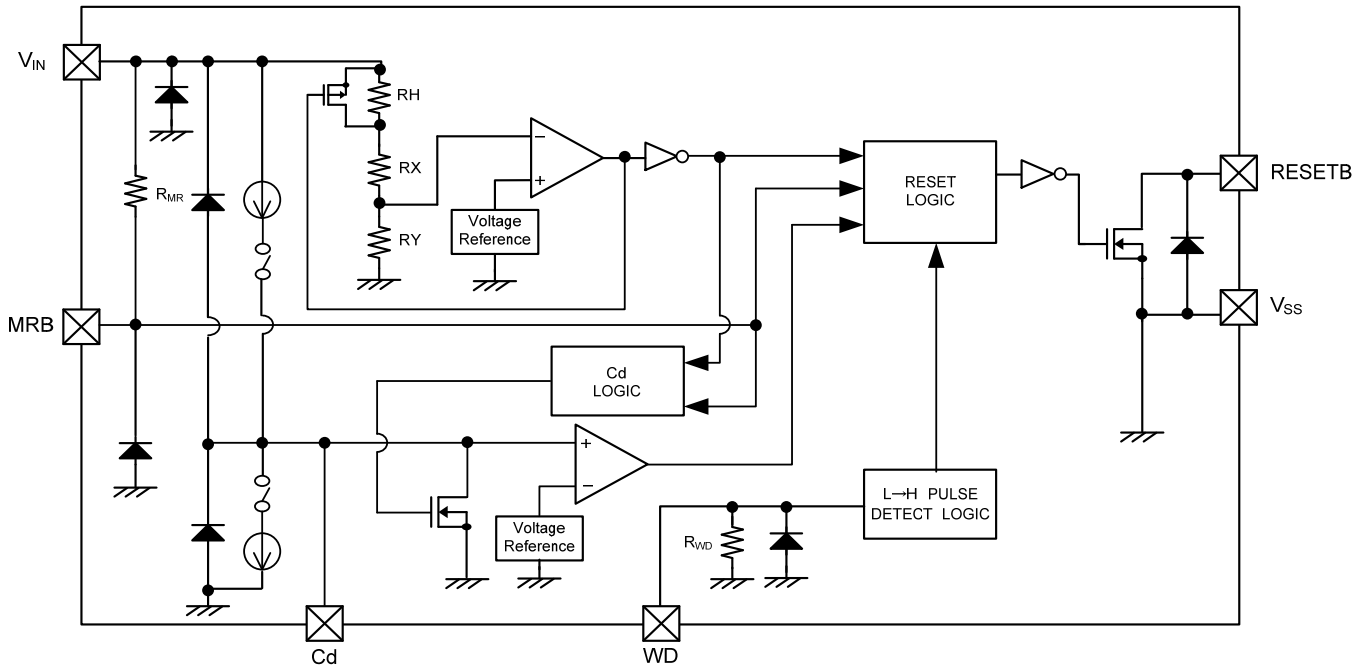 VIN
RH
RX
RMR
RY
−
+
Voltage
Reference
RESET
LOGIC
RESETB
VSS
MRB
Cd
LOGIC
+
−
Voltage
Reference
L→H PULSE
DETECT LOGIC
RWD
Cd
WD